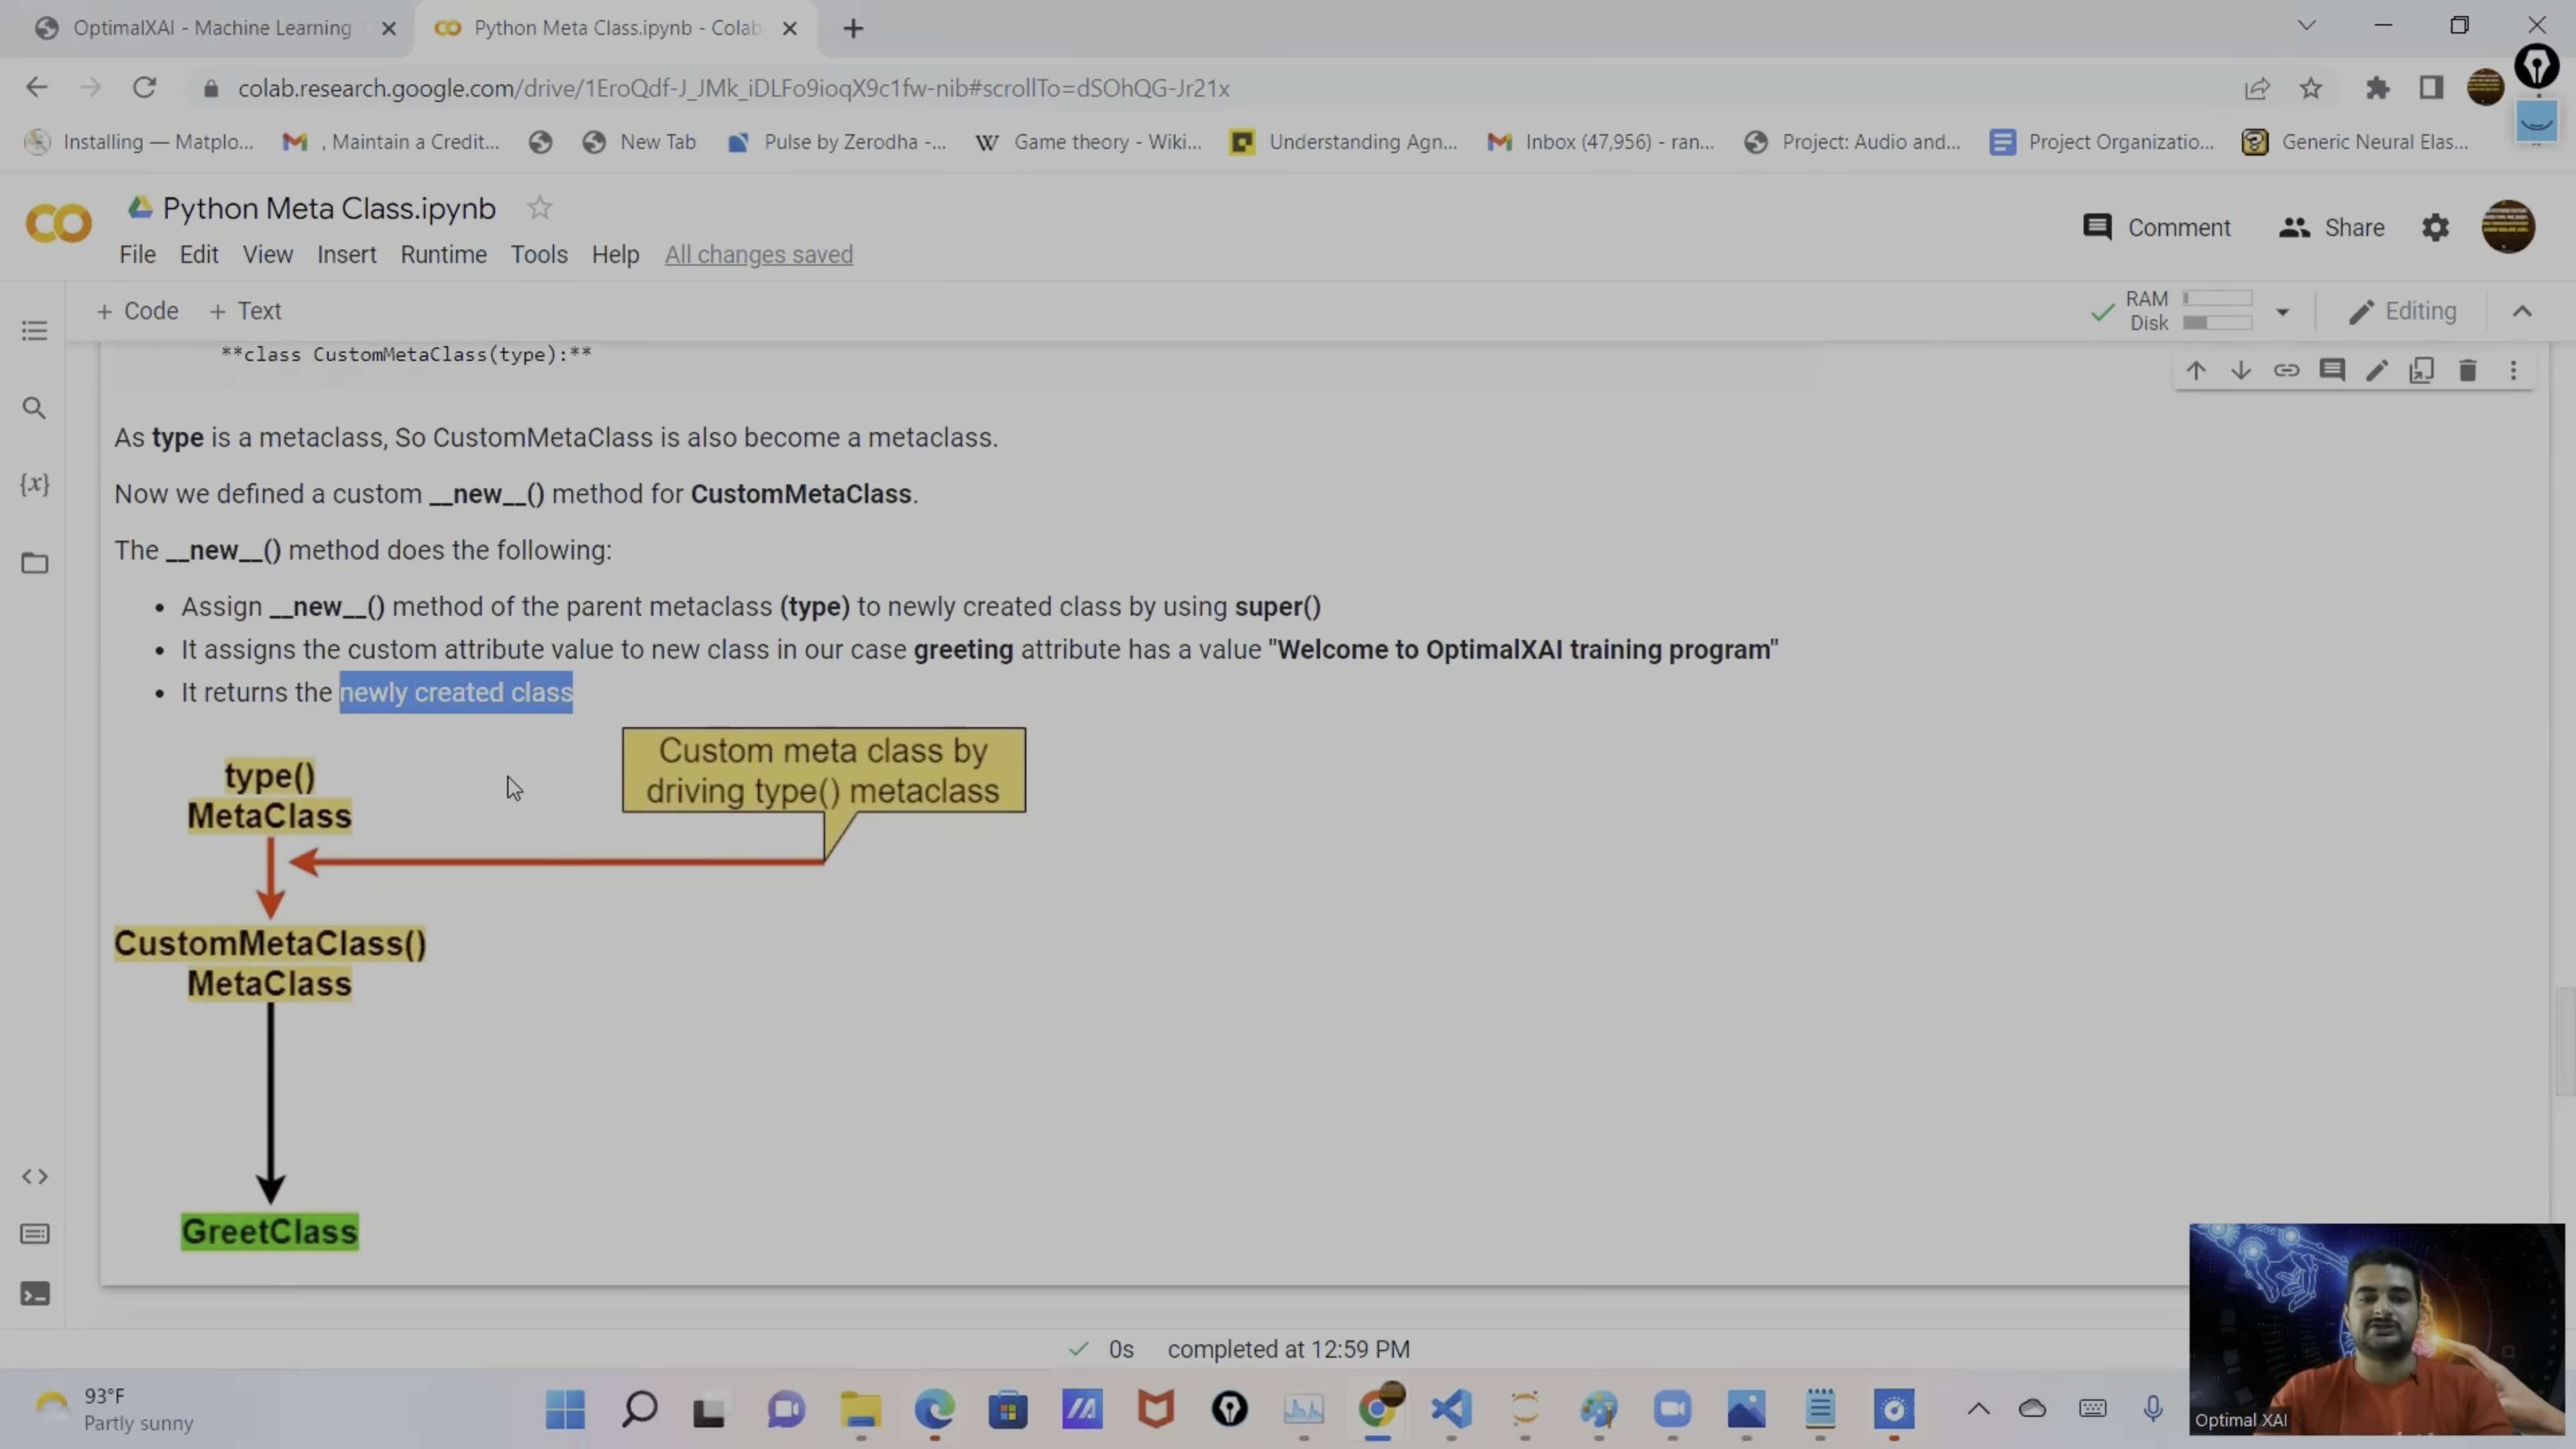 OptimalXAI - Machine Learning
Python Meta Class.ipynb - Colab
colab.research.google.com/drive/1EroQdf-J_JMk_iDLFo9ioqX9c1fw-nib#scrollTo=dSOhQG-Jr21x
Installing — Matplo...
, Maintain a Credit...
New Tab
Pulse by Zerodha -...
Game theory - Wiki...
Understanding Agn...
Inbox (47,956) - ran...
Project: Audio and...
Project Organizatio...
Generic Neural Elas...
Python Meta Class.ipynb
Comment
Share
File Edit View Insert Runtime Tools Help All changes saved
+ Code + Text
RAM
Disk
Editing
**class CustomMetaClass(type):**
As type is a metaclass, So CustomMetaClass is also become a metaclass.
Now we defined a custom __new__() method for CustomMetaClass.
The __new__() method does the following:
• Assign __new__() method of the parent metaclass (type) to newly created class by using super()
• It assigns the custom attribute value to new class in our case greeting attribute has a value "Welcome to OptimalXAI training program"
• It returns the newly created class
Custom meta class by
driving type() metaclass
type()
MetaClass
CustomMetaClass()
MetaClass
GreetClass
0s completed at 12:59 PM
93°F
Partly sunny
Optimal XAI